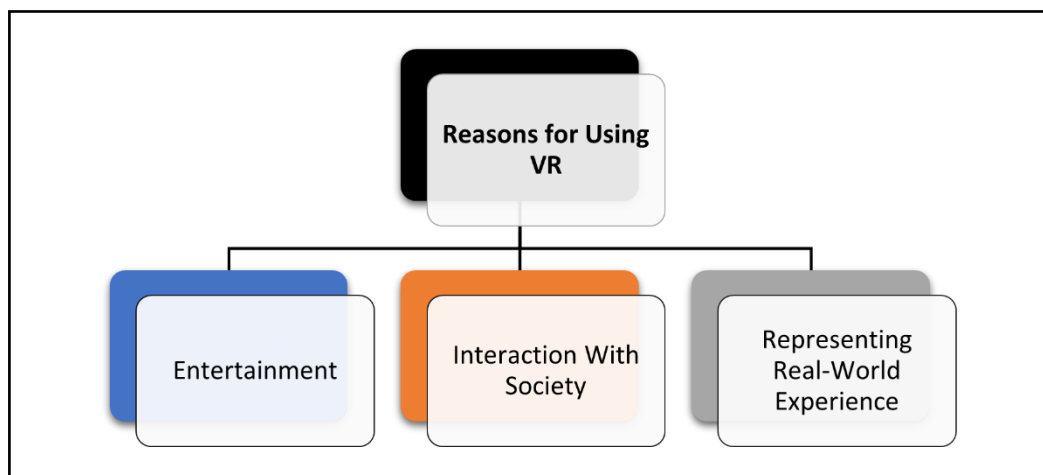 Reasons for Using
VR
Entertainment
Interaction With
Society
Representing
Real-World
Experience